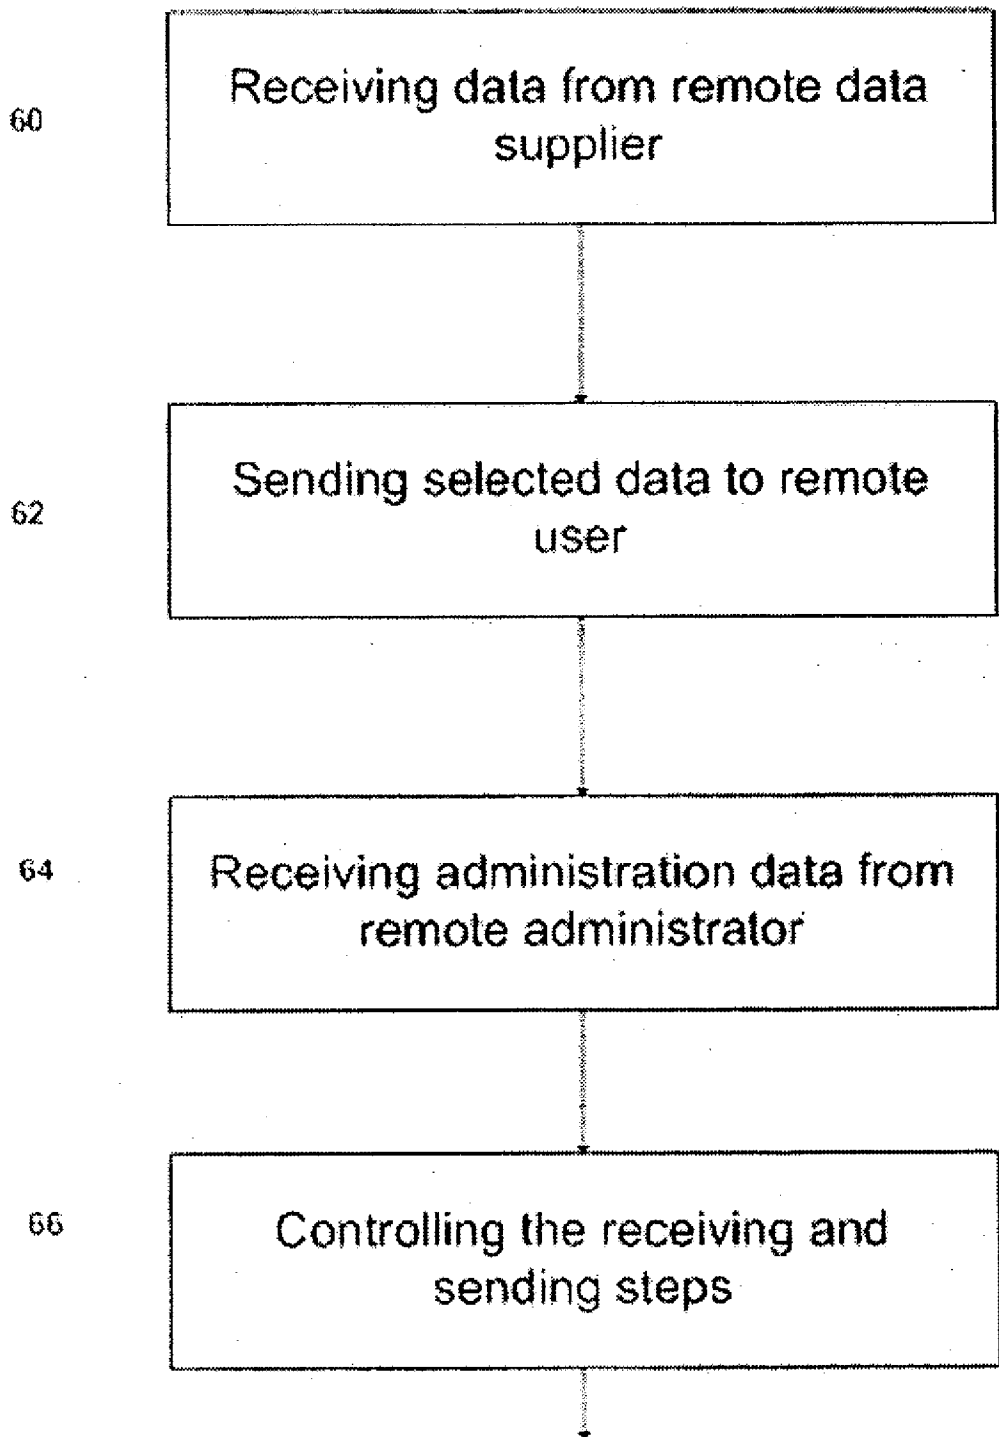 60
Receiving data from remote data
supplier
62
Sending selected data to remote
user
64
Receiving administration data from
remote administrator
66
Controlling the receiving and
sending steps